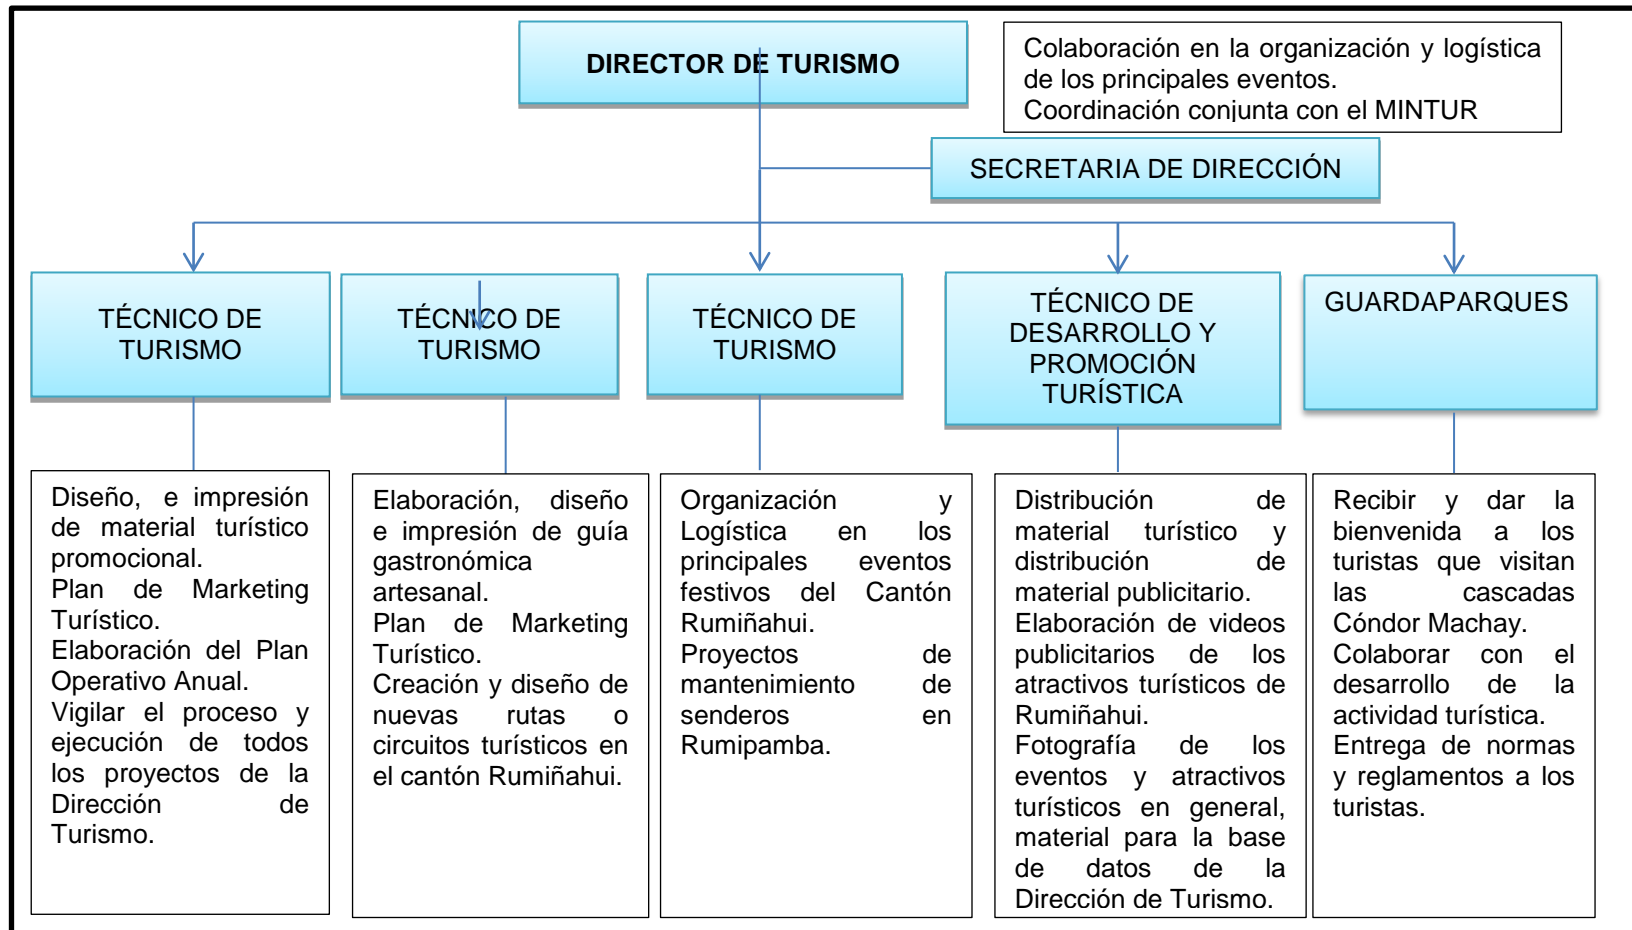 DIRECTOR DE TURISMO
Colaboración en la organización y logística
de los principales eventos.
Coordinación conjunta con el MINTUR
SECRETARIA DE DIRECCIÓN
TÉCNICO DE
TURISMO
TÉCNICO DE
TURISMO
TÉCNICO DE
TURISMO
TÉCNICO DE
DESARROLLO Y
PROMOCIÓN
TURÍSTICA
GUARDAPARQUES
Diseño, e impresión
de material turístico
promocional.
Plan de Marketing
Turístico.
Elaboración del Plan
Operativo Anual.
Vigilar el proceso y
ejecución de todos
los proyectos de la
Dirección de
Turismo.
Elaboración, diseño
e impresión de guía
gastronómica
artesanal.
Plan de Marketing
Turístico.
Creación y diseño de
nuevas rutas o
circuitos turísticos en
el cantón Rumiñahui.
Organización y
Logística en los
principales eventos
festivos del Cantón
Rumiñahui.
Proyectos de
mantenimiento de
senderos en
Rumipamba.
Distribución de
material turístico y
distribución de
material publicitario.
Elaboración de videos
publicitarios de los
atractivos turísticos de
Rumiñahui.
Fotografía de los
eventos y atractivos
turísticos en general,
material para la base
de datos de la
Dirección de Turismo.
Recibir y dar la
bienvenida a los
turistas que visitan
las cascadas
Cóndor Machay.
Colaborar con el
desarrollo de la
actividad turística.
Entrega de normas
y reglamentos a los
turistas.